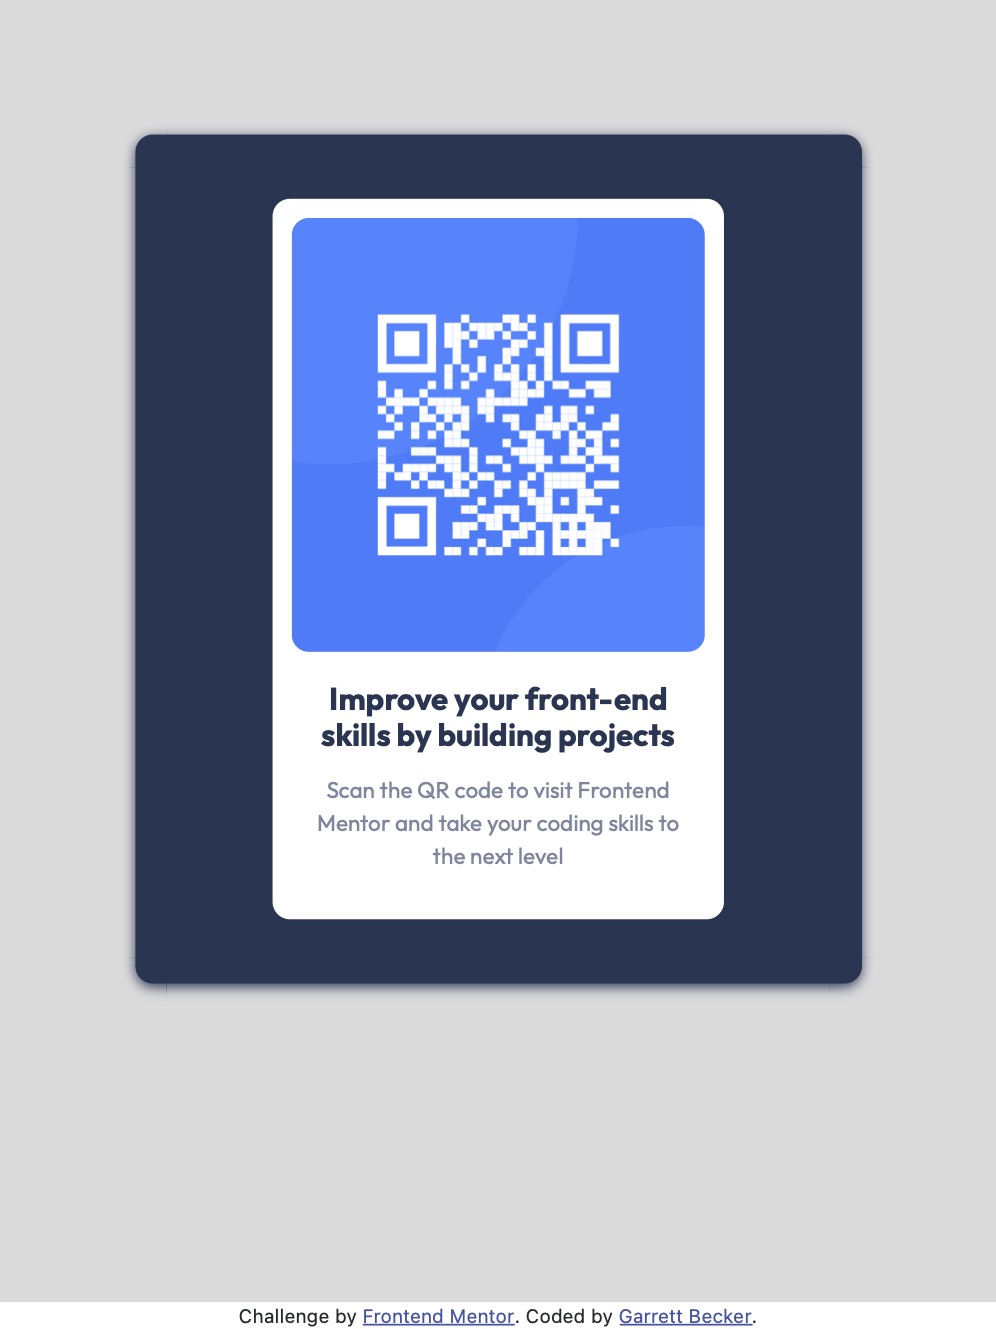 Improve your front-end
skills by building projects
Scan the QR code to visit Frontend
Mentor and take your coding skills to
the next level
Challenge by Frontend Mentor. Coded by Garrett Becker.